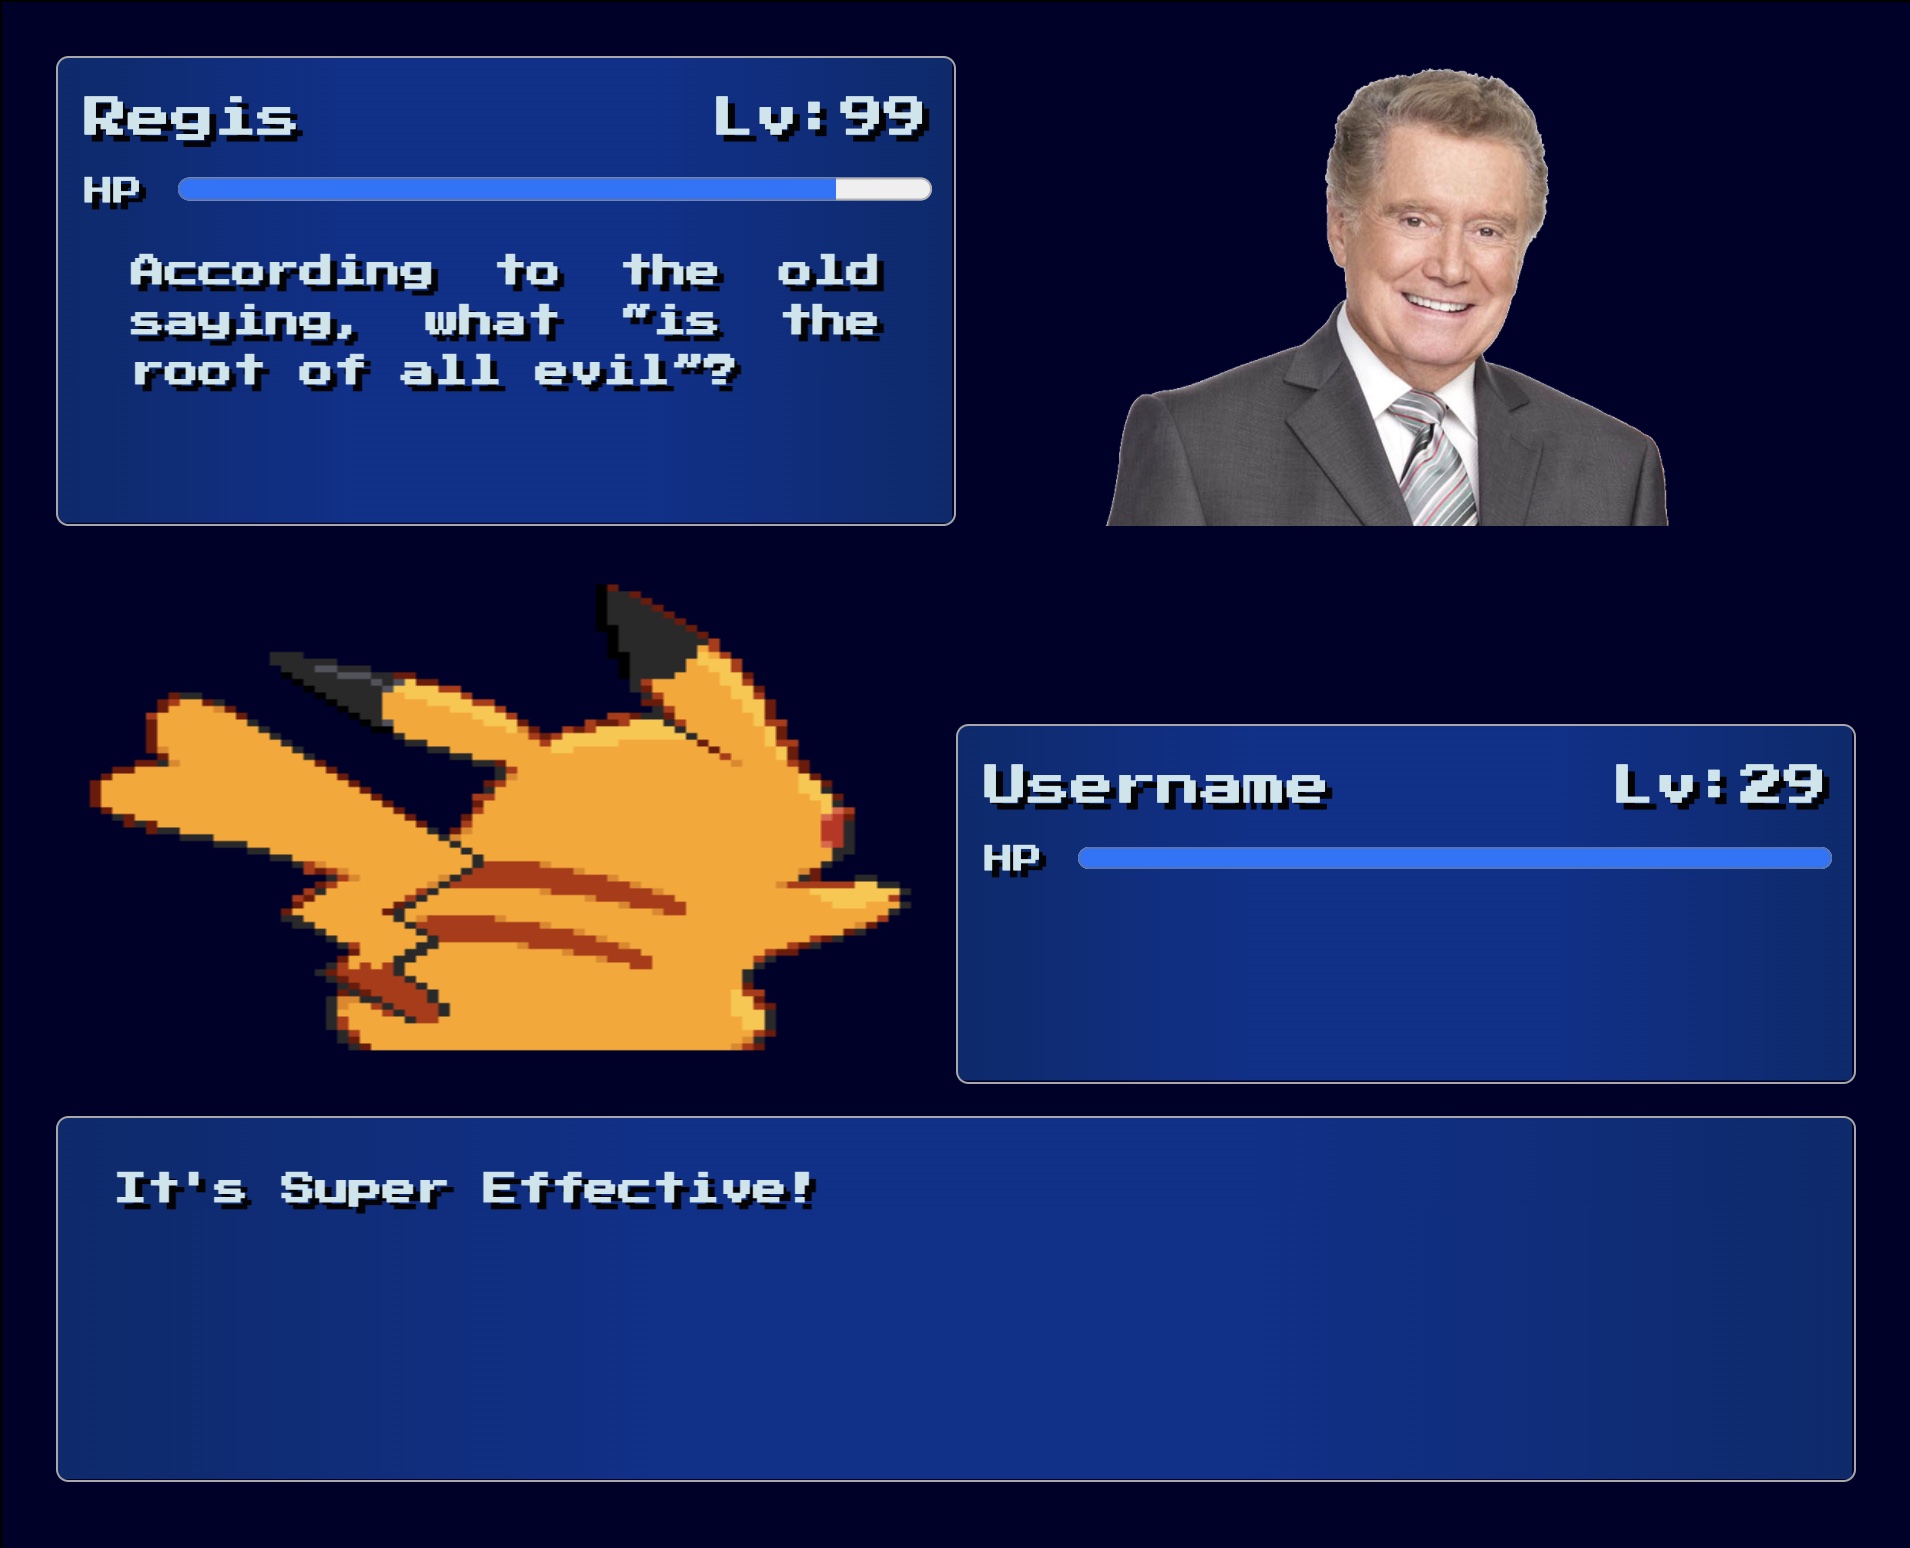 Regis Lv:99
HP
According to the old
saying, what "is the
root of all evil"?
Username Lv:29
HP
It's Super Effective!